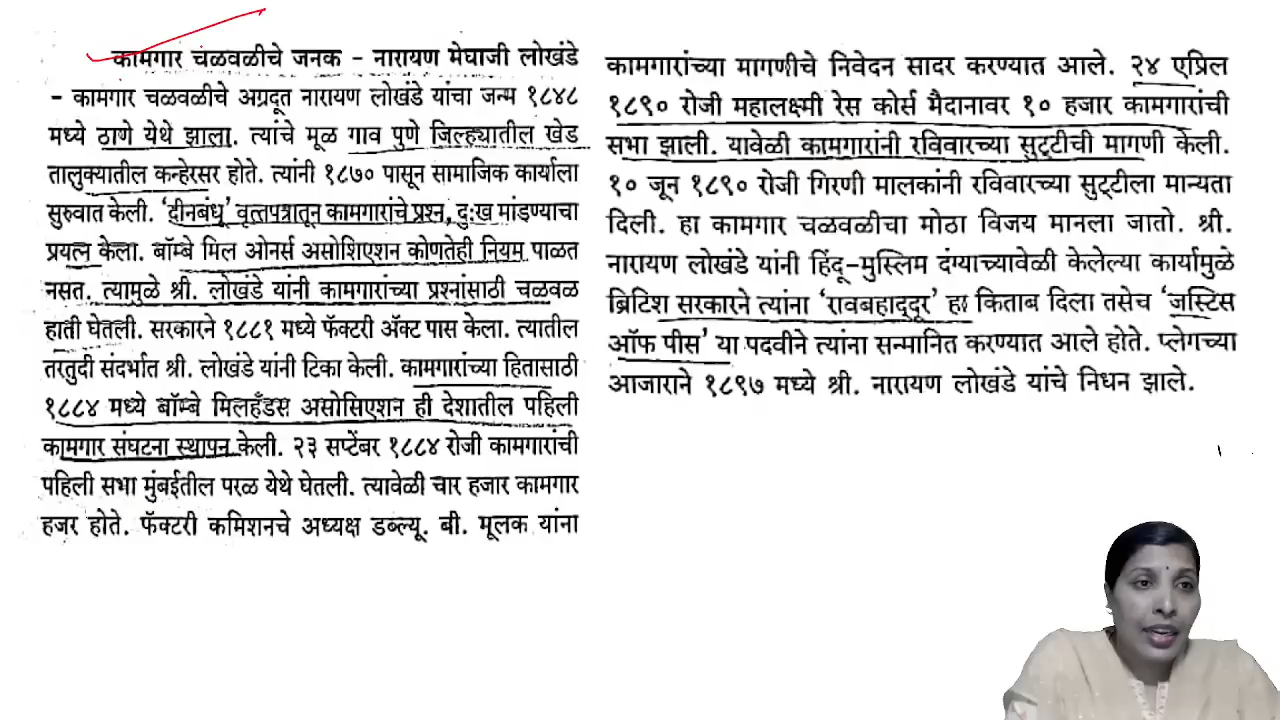 कामगार चळवळीचे जनक - नारायण मेघाजी लोखंडे
- कामगार चळवळीचे अग्रदूत नारायण लोखंडे यांचा जन्म १८४८
मध्ये ठाणे येथे झाला. त्यांचे मूळ गाव पुणे जिल्ह्यातील खेड
तालुक्यातील कन्हेरसर होते. त्यांनी १८७० पासून सामाजिक कार्याला
सुरुवात केली. ‘दीनबंधू’ वृत्तपत्रातून कामगारांचे प्रश्न, दुःख मांडण्याचा
प्रयत्न केला. बॉम्बे मिल ओनर्स असोशिएशन कोणतेही नियम पाळत
नसत. त्यामुळे श्री. लोखंडे यांनी कामगारांच्या प्रश्नांसाठी चळवळ
हाती घेतली. सरकारने १८८१ मध्ये फॅक्टरी अ‍ॅक्ट पास केला. त्यातील
तरतुदी संदर्भात श्री. लोखंडे यांनी टिका केली. कामगारांच्या हितासाठी
१८८४ मध्ये बॉम्बे मिलहँडस असोसिएशन ही देशातील पहिली
कामगार संघटना स्थापन केली. २३ सप्टेंबर १८८४ रोजी कामगारांची
पहिली सभा मुंबईतील परळ येथे घेतली. त्यावेळी चार हजार कामगार
हजर होते. फॅक्टरी कमिशनचे अध्यक्ष डब्ल्यू. बी. मूलक यांना
कामगारांच्या मागणीचे निवेदन सादर करण्यात आले. २४ एप्रिल
१८९० रोजी महालक्ष्मी रेस कोर्स मैदानावर १० हजार कामगारांची
सभा झाली. यावेळी कामगारांनी रविवारच्या सुट्टीची मागणी केली.
१० जून १८९० रोजी गिरणी मालकांनी रविवारच्या सुट्टीला मान्यता
दिली. हा कामगार चळवळीचा मोठा विजय मानला जातो. श्री.
नारायण लोखंडे यांनी हिंदू-मुस्लिम दंग्याच्यावेळी केलेल्या कार्यामुळे
ब्रिटिश सरकारने त्यांना ‘रावबहाद्दूर’ हा किताब दिला तसेच ‘जस्टिस
ऑफ पीस’ या पदवीने त्यांना सन्मानित करण्यात आले होते. प्लेगच्या
आजाराने १८९७ मध्ये श्री. नारायण लोखंडे यांचे निधन झाले.